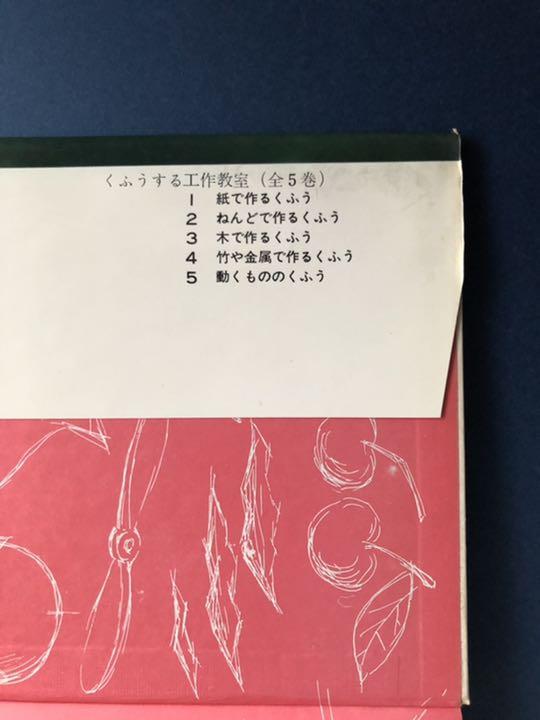 くふうする工作教室(全5巻)
1 紙で作るくふう
2 ねんどで作るくふう
3 木で作るくふう
4 竹や金属で作るくふう
5 動くもののくふう